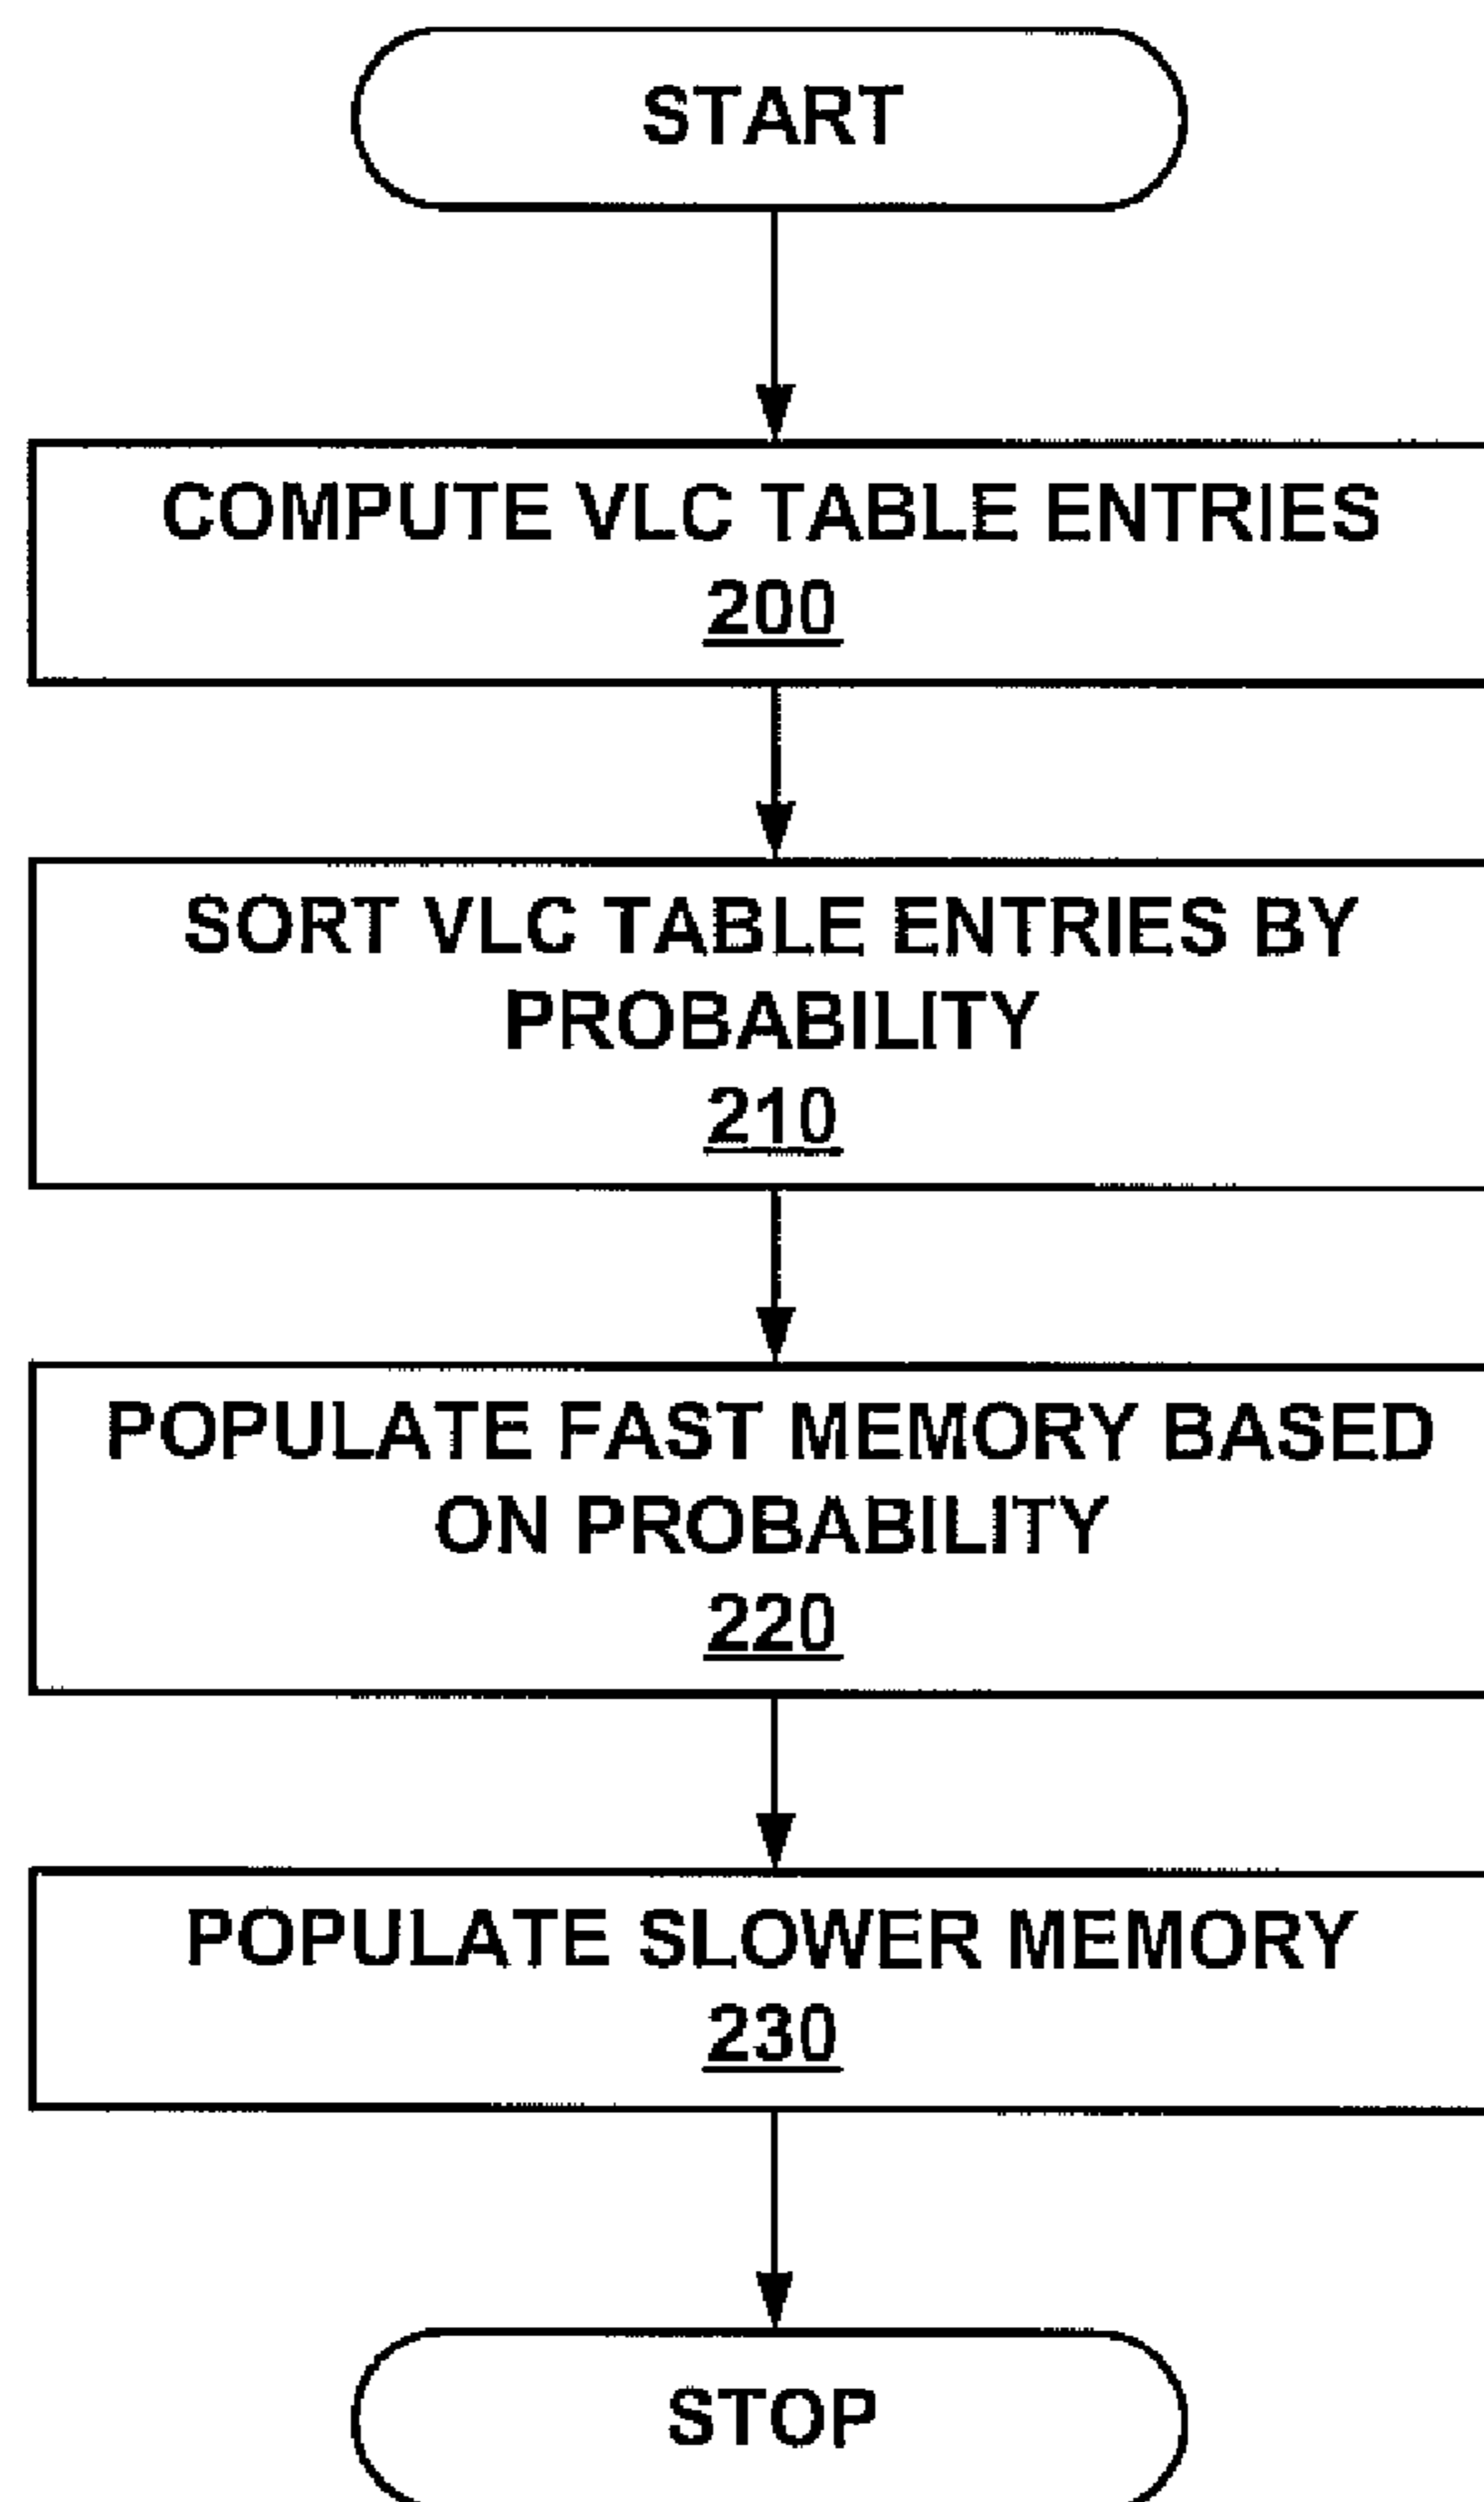 START
COMPUTE VLC TABLE ENTRIES
200
SORT VLC TABLE ENTRIES BY
PROBABILITY
210
POPULATE FAST MEMORY BASED
ON PROBABILITY
220
POPULATE SLOWER MEMORY
230
STOP